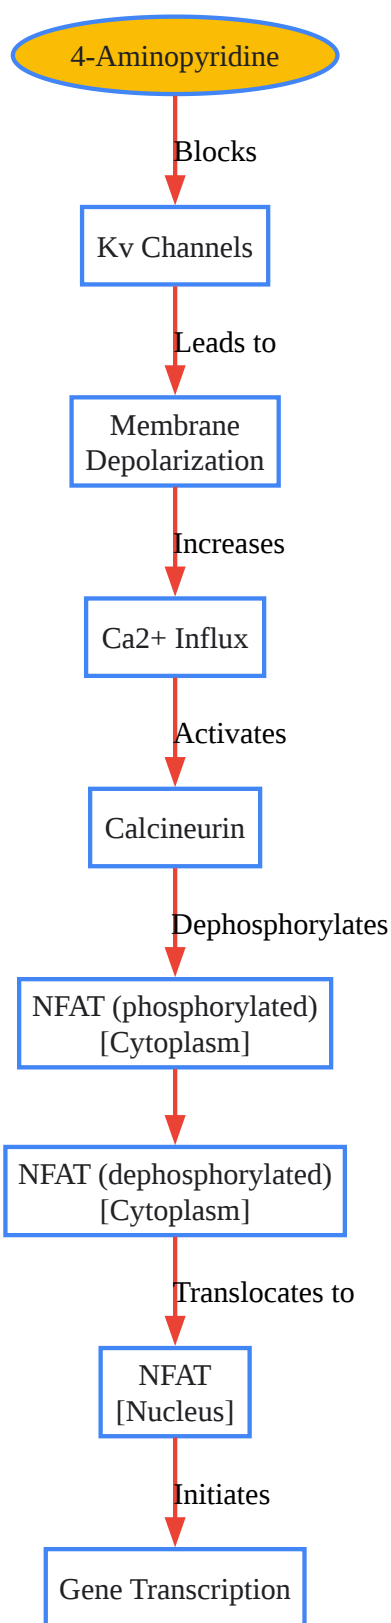 4-Aminopyridine
Blocks
Kv Channels
Leads to
Membrane
Depolarization
Increases
Ca2+ Influx
Activates
Calcineurin
Dephosphorylates
NFAT (phosphorylated)
[Cytoplasm]
NFAT (dephosphorylated)
[Cytoplasm]
Translocates to
NFAT
[Nucleus]
Initiates
Gene Transcription